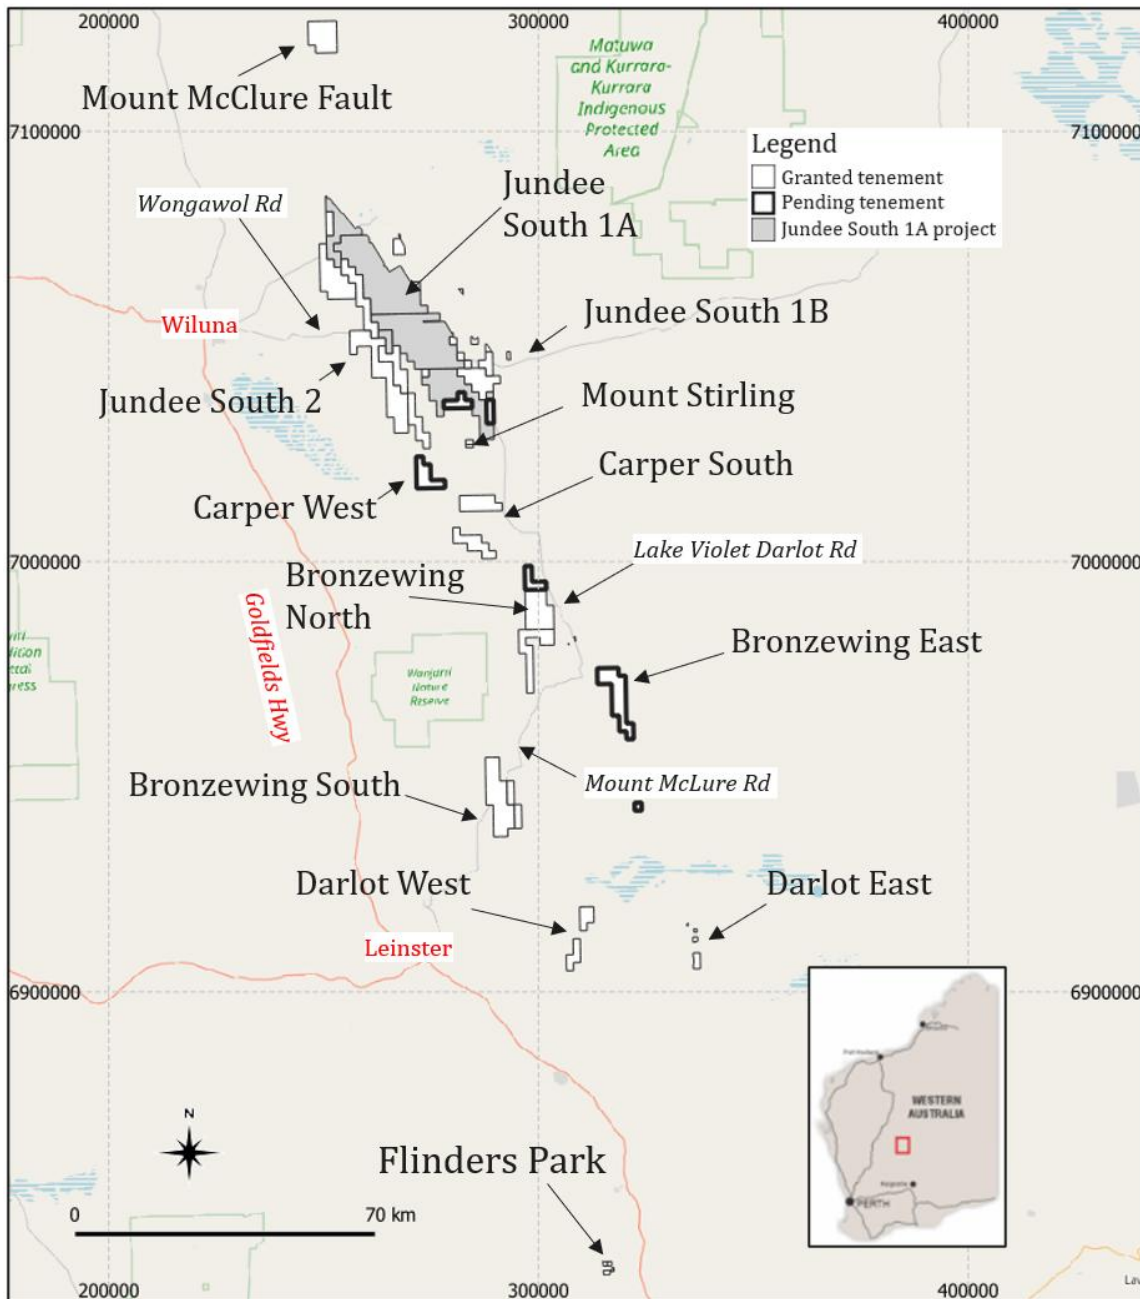 200000
300000
400000
Matuwa
and Kurrara-
Kurrara
Indigenous
Protected
Area
Mount McClure Fault
7100000
7100000
Legend
Granted tenement
Pending tenement
Jundee South 1A project
Jundee
South 1A
Wongawol Rd
Wiluna
Jundee South 1B
Jundee South 2
Mount Stirling
Carper South
Carper West
Lake Violet Darlot Rd
7000000
7000000
Bronzewing
North
Goldfields Hwy
Bronzewing East
Wanjarri
Nature
Reserve
Bronzewing South
Mount McLure Rd
Darlot West
Darlot East
Leinster
6900000
6900000
WESTERN
AUSTRALIA
PERTH
N
Flinders Park
0
70 km
200000
300000
400000